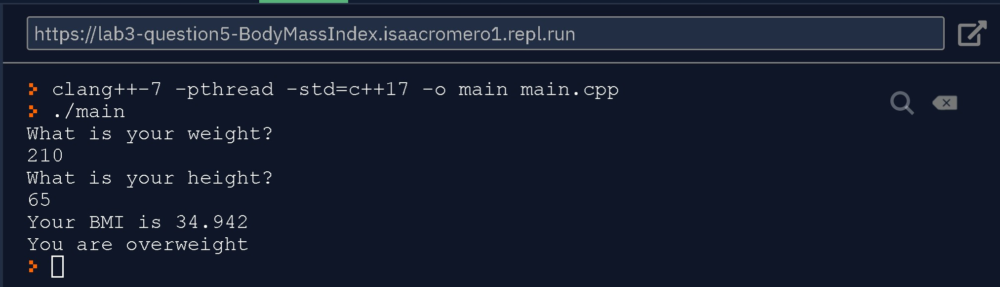 https://lab3-question5-BodyMassIndex.isaacromero1.repl.run
clang++-7 -pthread -std=c++17 -o main main.cpp
./main
What is your weight?
210
What is your height?
65
Your BMI is 34.942
You are overweight